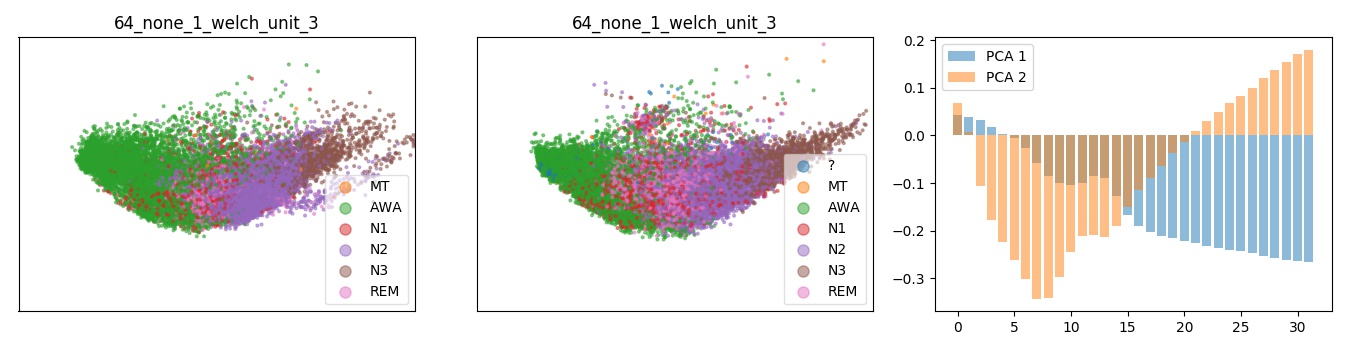 64_none_1_welch_unit_3
MT
AWA
N1
N2
N3
REM
64_none_1_welch_unit_3
?
MT
AWA
N1
N2
N3
REM
PCA 1
PCA 2
0.2
0.1
0.0
−0.1
−0.2
−0.3
0 5 10 15 20 25 30